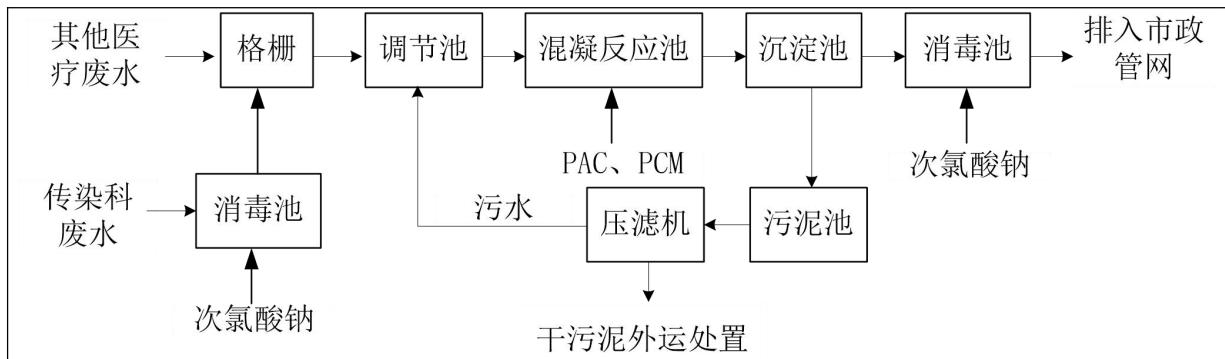 其他医
疗废水
格栅
调节池
混凝反应池
沉淀池
消毒池
排入市政
管网
PAC、PCM
次氯酸钠
传染科
废水
消毒池
污水
压滤机
污泥池
次氯酸钠
干污泥外运处置